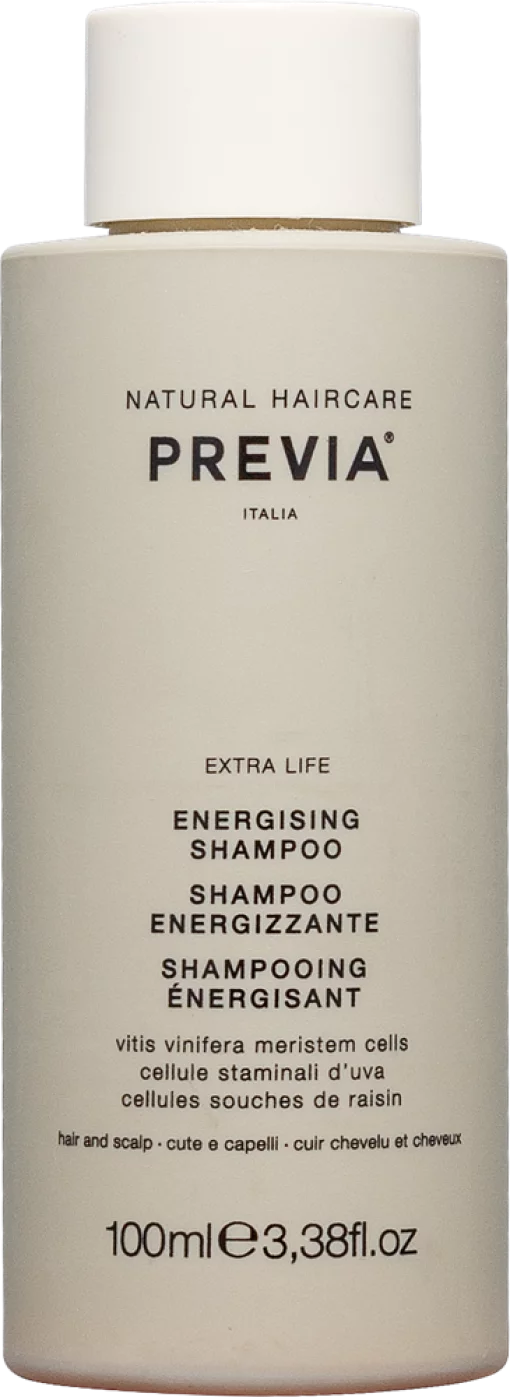 NATURAL HAIRCARE
PREVIA®
ITALIA
EXTRA LIFE
ENERGISING
SHAMPOO
SHAMPOO
ENERGIZZANTE
SHAMPOOING
ÉNERGISANT
vitis vinifera meristem cells
cellule staminali d'uva
cellules souches de raisin
hair and scalp · cute e capelli · cuir chevelu et cheveux
100ml℮3,38fl.oz